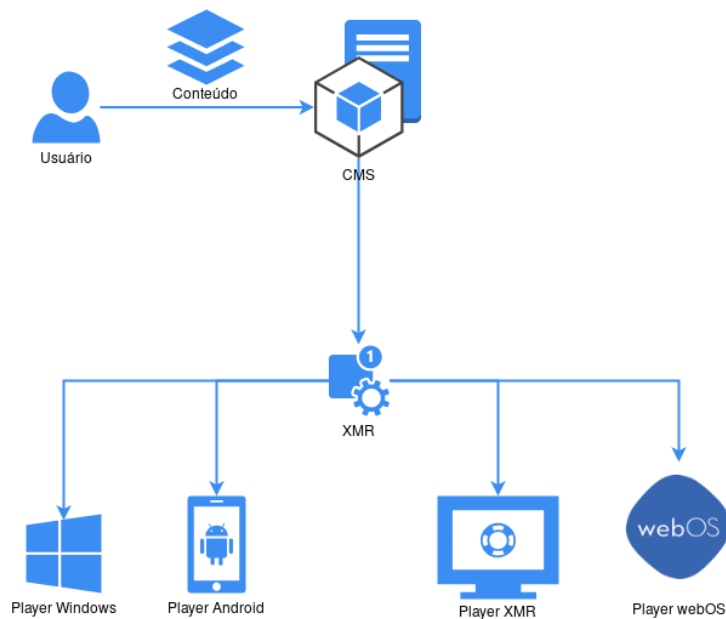 Conteúdo
Usuário
CMS
1
XMR
webOS
Player Windows
Player Android
Player XMR
Player webOS